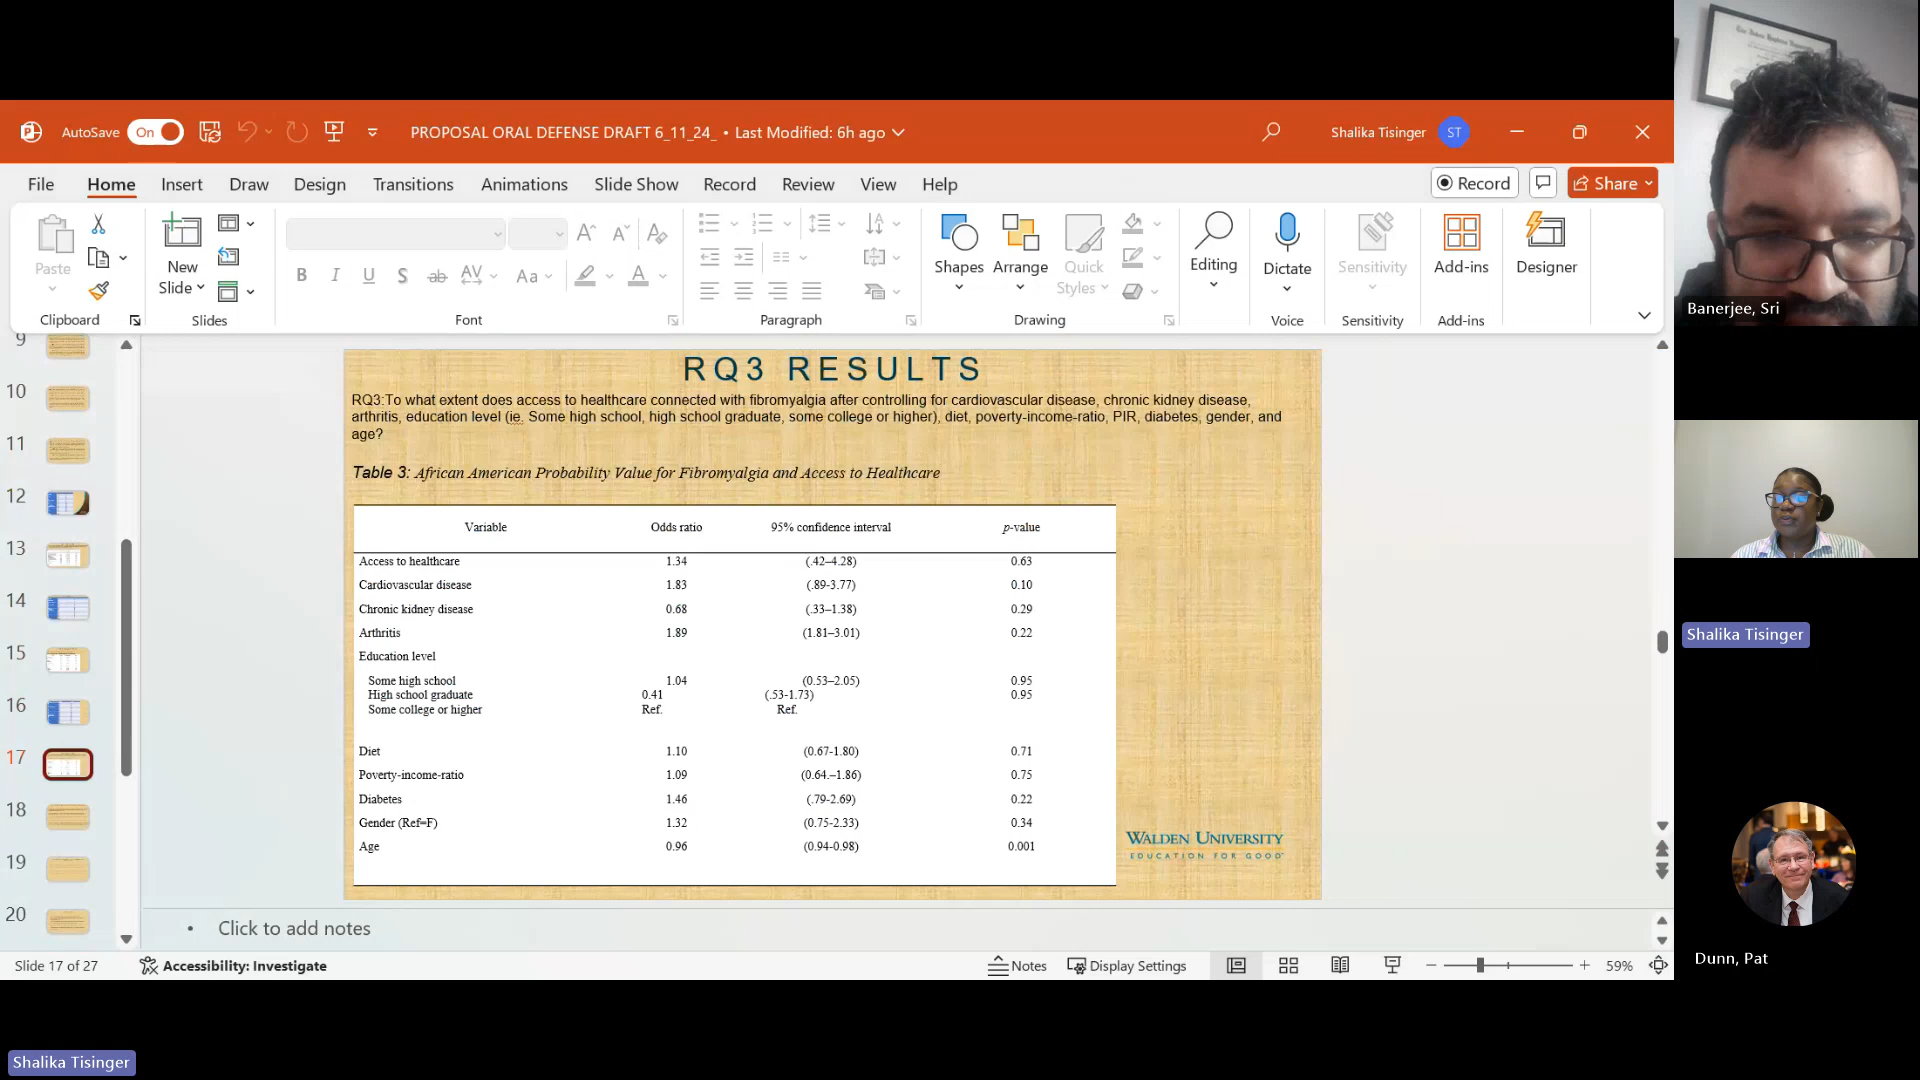 AutoSave On PROPOSAL ORAL DEFENSE DRAFT 6_11_24_ • Last Modified: 6h ago Shalika Tisinger ST
File Home Insert Draw Design Transitions Animations Slide Show Record Review View Help Record Share
Paste New Slide Shapes Arrange Quick Styles Editing Dictate Sensitivity Add-ins Designer
B I U S ab AV Aa A
Clipboard Slides Font Paragraph Drawing Voice Sensitivity Add-ins
Banerjee, Sri
9
10
11
12
13
14
15
16
17
18
19
20
RQ3 RESULTS
RQ3:To what extent does access to healthcare connected with fibromyalgia after controlling for cardiovascular disease, chronic kidney disease,
arthritis, education level (ie. Some high school, high school graduate, some college or higher), diet, poverty-income-ratio, PIR, diabetes, gender, and
age?
Table 3: African American Probability Value for Fibromyalgia and Access to Healthcare
Variable Odds ratio 95% confidence interval p-value
Access to healthcare 1.34 (.42–4.28) 0.63
Cardiovascular disease 1.83 (.89-3.77) 0.10
Chronic kidney disease 0.68 (.33–1.38) 0.29
Arthritis 1.89 (1.81–3.01) 0.22
Education level
Some high school 1.04 (0.53–2.05) 0.95
High school graduate 0.41 (.53-1.73) 0.95
Some college or higher Ref. Ref.
Diet 1.10 (0.67-1.80) 0.71
Poverty-income-ratio 1.09 (0.64.–1.86) 0.75
Diabetes 1.46 (.79-2.69) 0.22
Gender (Ref=F) 1.32 (0.75-2.33) 0.34
Age 0.96 (0.94-0.98) 0.001
WALDEN UNIVERSITY
EDUCATION FOR GOOD
Shalika Tisinger
Dunn, Pat
• Click to add notes
Slide 17 of 27 Accessibility: Investigate Notes Display Settings 59%
Shalika Tisinger